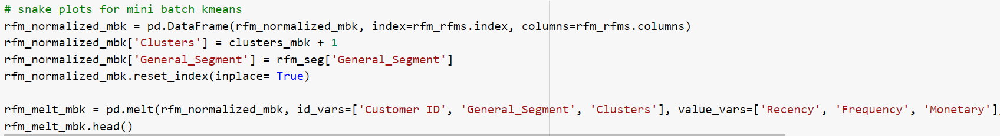 # snake plots for mini batch kmeans
rfm_normalized_mbk = pd.DataFrame(rfm_normalized_mbk, index=rfm_rfms.index, columns=rfm_rfms.columns)
rfm_normalized_mbk['Clusters'] = clusters_mbk + 1
rfm_normalized_mbk['General_Segment'] = rfm_seg['General_Segment']
rfm_normalized_mbk.reset_index(inplace= True)
rfm_melt_mbk = pd.melt(rfm_normalized_mbk, id_vars=['Customer ID', 'General_Segment', 'Clusters'], value_vars=['Recency', 'Frequency', 'Monetary'],
rfm_melt_mbk.head()